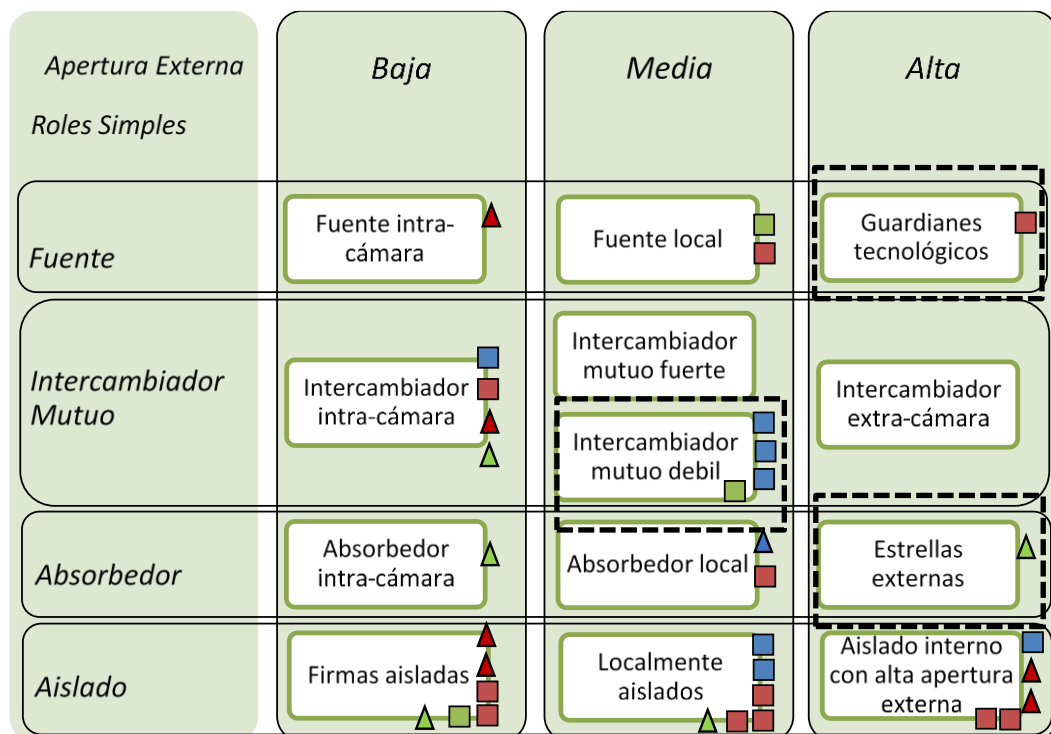 Apertura Externa
Roles Simples
Baja
Media
Alta
Fuente
Fuente intra-
cámara
Fuente local
Guardianes
tecnológicos
Intercambiador
Mutuo
Intercambiador
intra-cámara
Intercambiador
mutuo fuerte
Intercambiador
mutuo debil
Intercambiador
extra-cámara
Absorbedor
Absorbedor
intra-cámara
Absorbedor local
Estrellas
externas
Aislado
Firmas aisladas
Localmente
aislados
Aislado interno
con alta apertura
externa